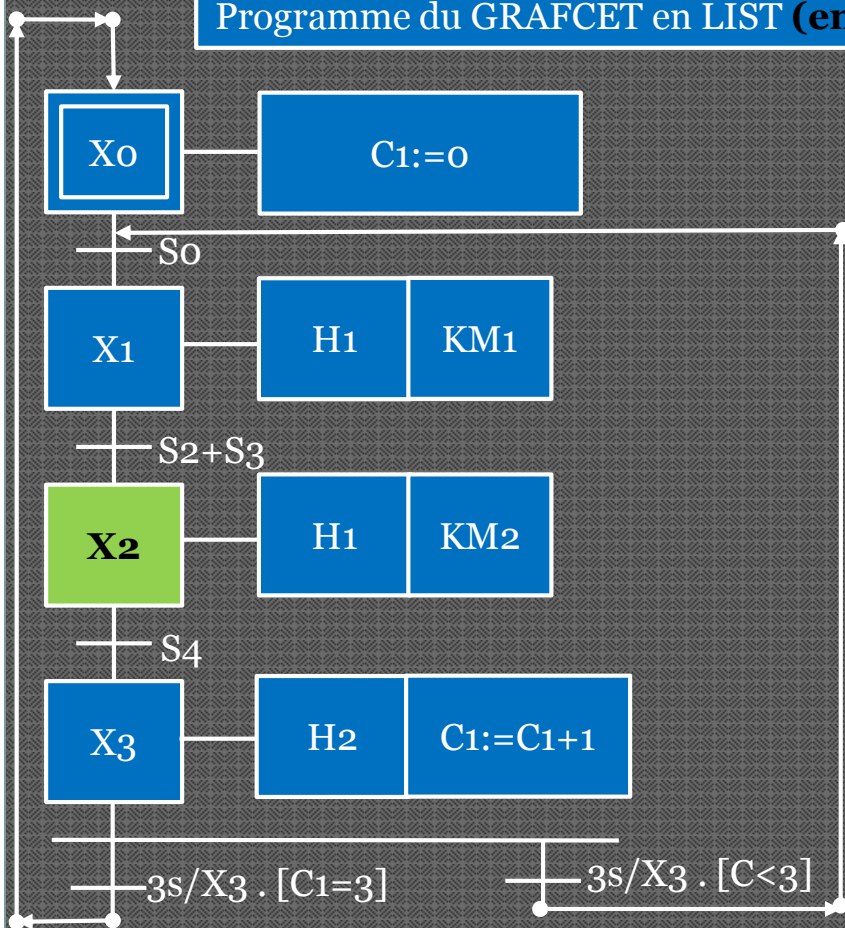 Programme du GRAFCET en LIST (en
X0
C1:=0
S0
X1
H1
KM1
S2+S3
X2
H1
KM2
S4
X3
H2
C1:=C1+1
3s/X3 . [C1=3]
3s/X3 . [C<3]